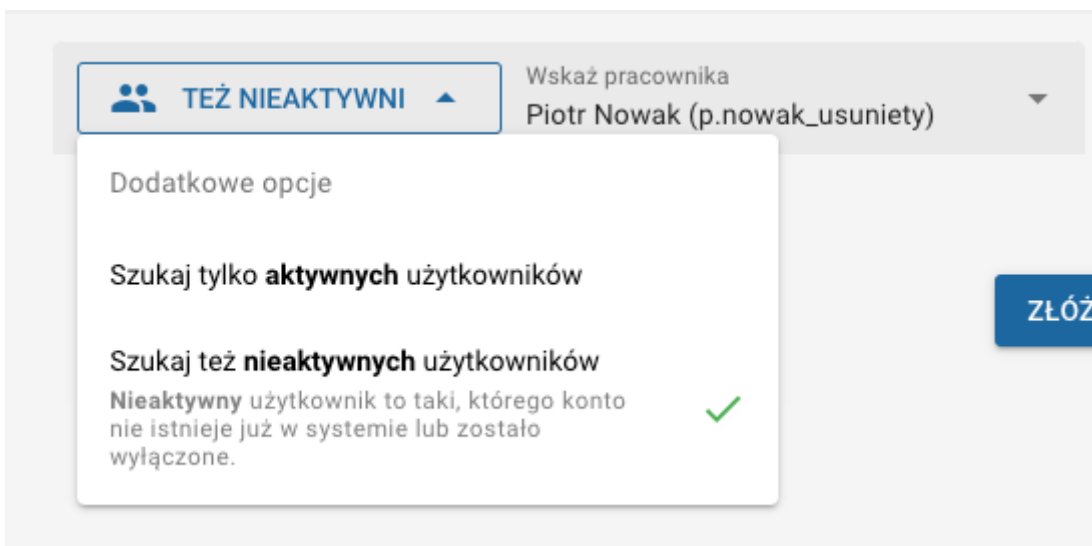 TEŻ NIEAKTYWNI
Wskaż pracownika
Piotr Nowak (p.nowak_usuniety)
Dodatkowe opcje
Szukaj tylko aktywnych użytkowników
ZŁÓŻ
Szukaj też nieaktywnych użytkowników
Nieaktywny użytkownik to taki, którego konto
nie istnieje już w systemie lub zostało
wyłączone.